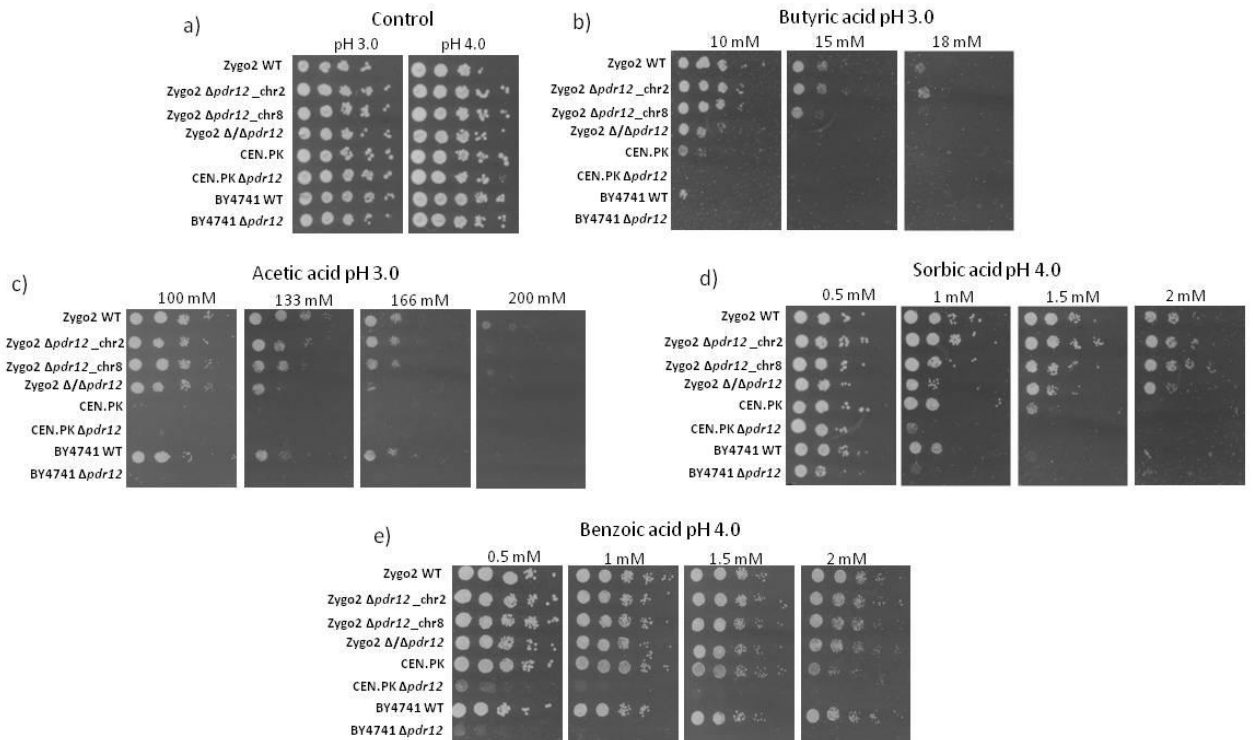 a)
Control
pH 3.0 pH 4.0
Zygo2 WT
Zygo2 Δpdr12_chr2
Zygo2 Δpdr12_chr8
Zygo2 Δ/Δpdr12
CEN.PK
CEN.PK Δpdr12
BY4741 WT
BY4741 Δpdr12
b)
Butyric acid pH 3.0
10 mM 15 mM 18 mM
Zygo2 WT
Zygo2 Δpdr12_chr2
Zygo2 Δpdr12_chr8
Zygo2 Δ/Δpdr12
CEN.PK
CEN.PK Δpdr12
BY4741 WT
BY4741 Δpdr12
c)
Acetic acid pH 3.0
100 mM 133 mM 166 mM 200 mM
Zygo2 WT
Zygo2 Δpdr12_chr2
Zygo2 Δpdr12_chr8
Zygo2 Δ/Δpdr12
CEN.PK
CEN.PK Δpdr12
BY4741 WT
BY4741 Δpdr12
d)
Sorbic acid pH 4.0
0.5 mM 1 mM 1.5 mM 2 mM
Zygo2 WT
Zygo2 Δpdr12_chr2
Zygo2 Δpdr12_chr8
Zygo2 Δ/Δpdr12
CEN.PK
CEN.PK Δpdr12
BY4741 WT
BY4741 Δpdr12
e)
Benzoic acid pH 4.0
0.5 mM 1 mM 1.5 mM 2 mM
Zygo2 WT
Zygo2 Δpdr12_chr2
Zygo2 Δpdr12_chr8
Zygo2 Δ/Δpdr12
CEN.PK
CEN.PK Δpdr12
BY4741 WT
BY4741 Δpdr12